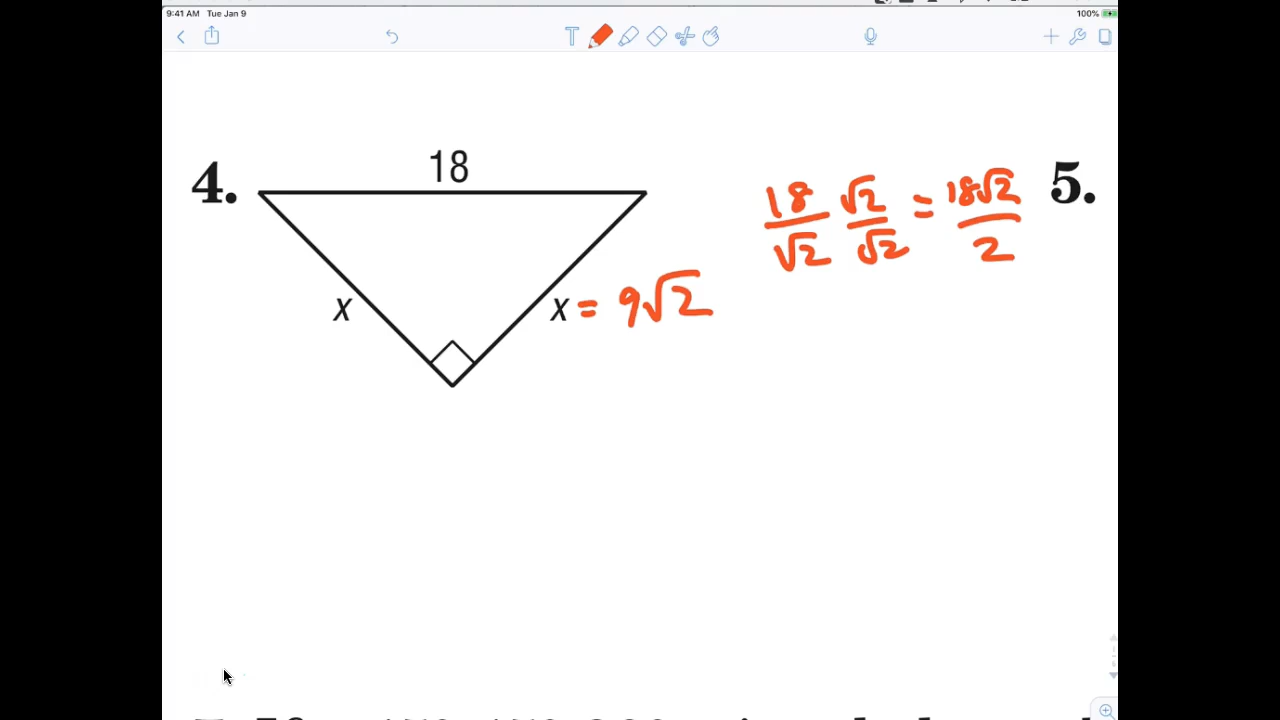 9:41 AM Tue Jan 9
100%
T
4.
18
18/√2 √2/√2 = 18√2/2
5.
x
x = 9√2